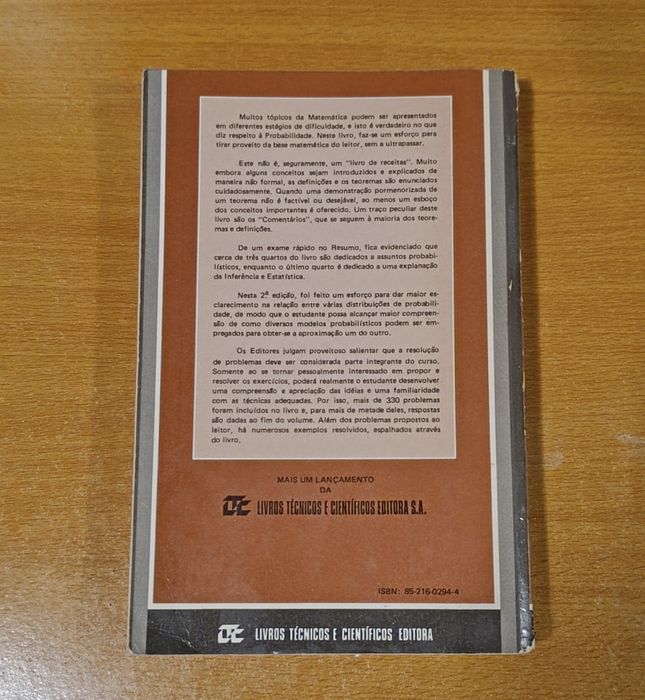 Muitos tópicos da Matemática podem ser apresentados
em diferentes estágios de dificuldade, e isto é verdadeiro no que
diz respeito à Probabilidade. Neste livro, faz-se um esforço para
tirar proveito da base matemática do leitor, sem a ultrapassar.
Este não é, seguramente, um "livro de receitas". Muito
embora alguns conceitos sejam introduzidos e explicados de
maneira não formal, as definições e os teoremas são enunciados
cuidadosamente. Quando uma demonstração pormenorizada de
um teorema não é factível ou desejável, ao menos um esboço
dos conceitos importantes é oferecido. Um traço peculiar deste
livro são os "Comentários", que se seguem à maioria dos teore-
mas e definições.
De um exame rápido no Resumo, fica evidenciado que
cerca de três quartos do livro são dedicados a assuntos probabi-
lísticos, enquanto o último quarto é dedicado a uma explanação
da Inferência e Estatística.
Nesta 2ª edição, foi feito um esforço para dar maior es-
clarecimento na relação entre várias distribuições de probabili-
dade, de modo que o estudante possa alcançar maior compreen-
são de como diversos modelos probabilísticos podem ser em-
pregados para obter-se a aproximação um do outro.
Os Editores julgam proveitoso salientar que a resolução
de problemas deve ser considerada parte integrante do curso.
Somente ao se tornar pessoalmente interessado em propor e
resolver os exercícios, poderá realmente o estudante desenvolver
uma compreensão e apreciação das idéias e uma familiaridade
com as técnicas adequadas. Por isso, mais de 330 problemas
foram incluídos no livro e, para mais de metade deles, respostas
são dadas ao fim do volume. Além dos problemas propostos ao
leitor, há numerosos exemplos resolvidos, espalhados através
do livro.
MAIS UM LANÇAMENTO
DA
LTC LIVROS TÉCNICOS E CIENTÍFICOS EDITORA S.A.
ISBN: 85-216-0294-4
LTC LIVROS TÉCNICOS E CIENTÍFICOS EDITORA